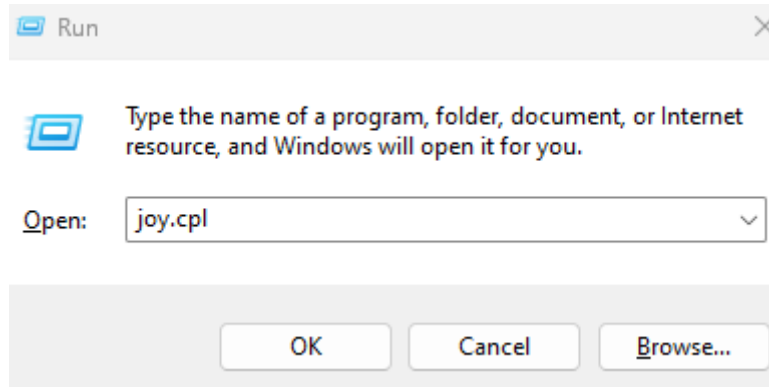 Run
Type the name of a program, folder, document, or Internet
resource, and Windows will open it for you.
Open: joy.cpl
OK Cancel Browse...